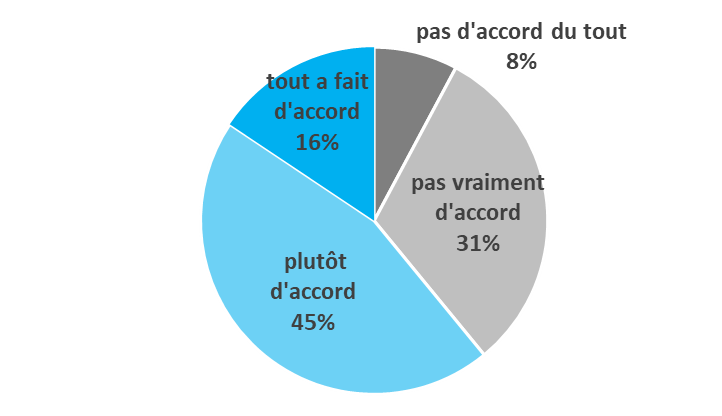 pas d'accord du tout
8%
tout a fait
d'accord
16%
pas vraiment
d'accord
31%
plutôt
d'accord
45%